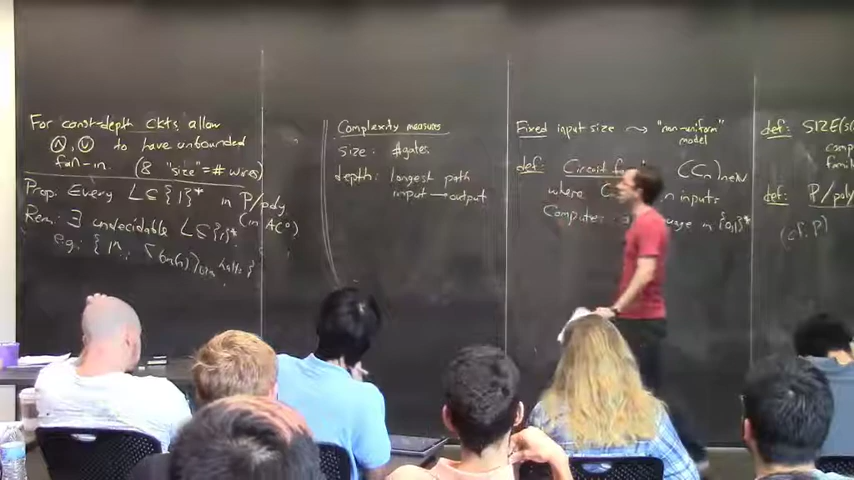 For const-depth ckts, allow
∧, ∨ to have unbounded
fan-in. (& "size" = # wires)
Prop: Every L ⊆ {1}* in P/poly
(in AC⁰)
Rem: ∃ undecidable L ⊆ {1}*
e.g.: { 1ⁿ :
Complexity measures
Size: #gates
depth: longest path
input → output
Fixed input size ⇝ "non-uniform"
model
def: Circuit (Cₙ)n∈ℕ
where n inputs
Computes in {0,1}*
def: SIZE(s(
def: P/poly
(cf. P)